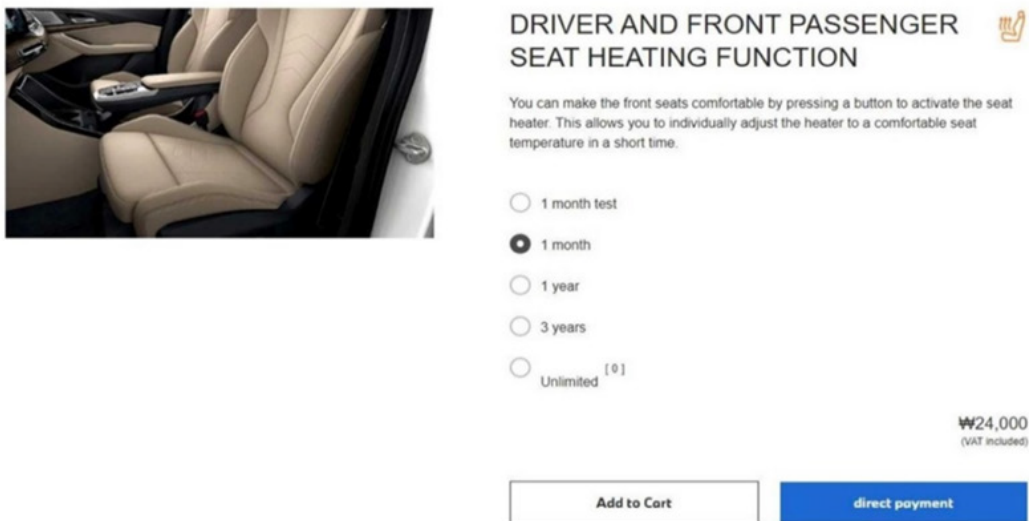 DRIVER AND FRONT PASSENGER
SEAT HEATING FUNCTION
You can make the front seats comfortable by pressing a button to activate the seat
heater. This allows you to individually adjust the heater to a comfortable seat
temperature in a short time.
1 month test
1 month
1 year
3 years
Unlimited [0]
₩24,000
(VAT included)
Add to Cart
direct payment